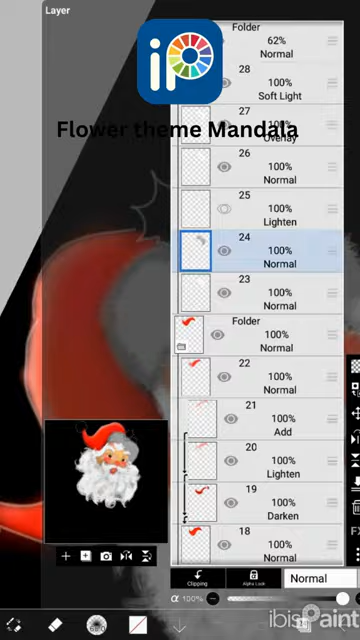 Layer
Folder
62%
Normal
iP
28
100%
Soft Light
27
Flower theme Mandala
Overlay
26
100%
Normal
25
100%
Lighten
24
100%
Normal
23
100%
Normal
Folder
100%
Normal
22
100%
Normal
21
100%
Add
20
100%
Lighten
19
100%
Darken
18
100%
Normal
Clipping
Alpha Lock
Normal
α 100%
FX
ibisPaint